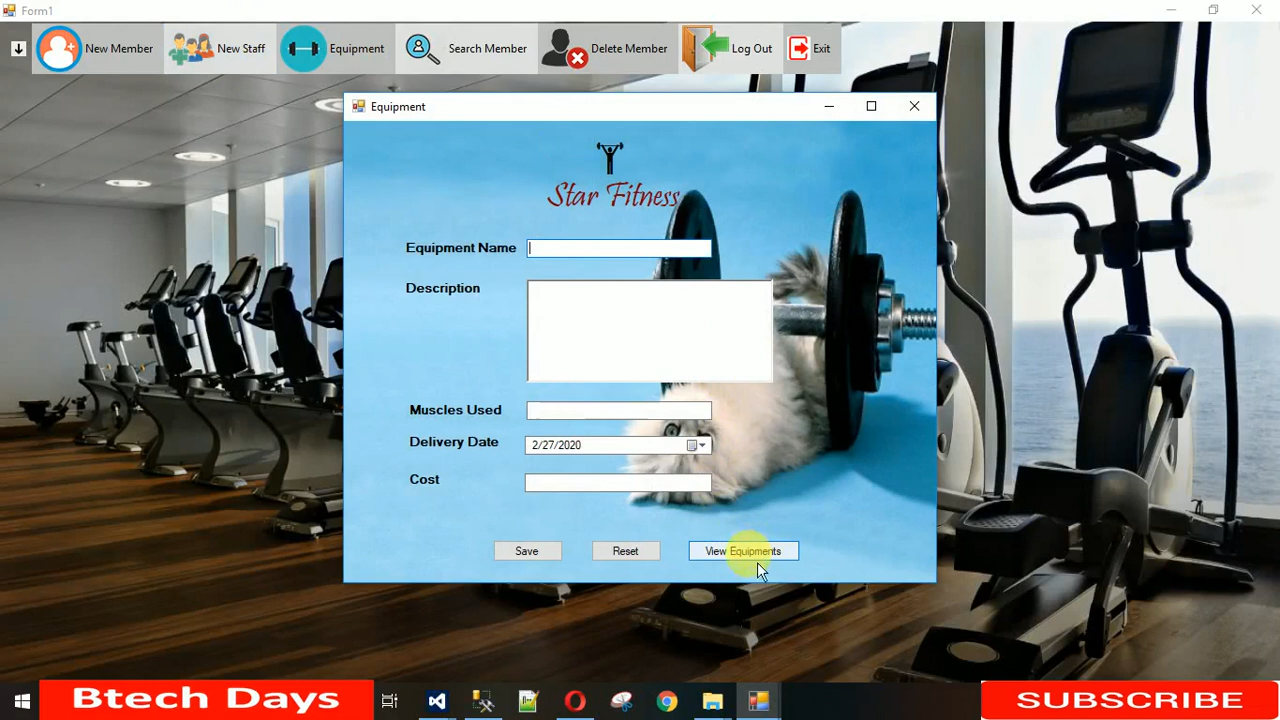 Form1
New Member
New Staff
Equipment
Search Member
Delete Member
Log Out
Exit
Equipment
Star Fitness
Equipment Name
Description
Muscles Used
Delivery Date
2/27/2020
Cost
Save
Reset
View Equipments
Btech Days
SUBSCRIBE